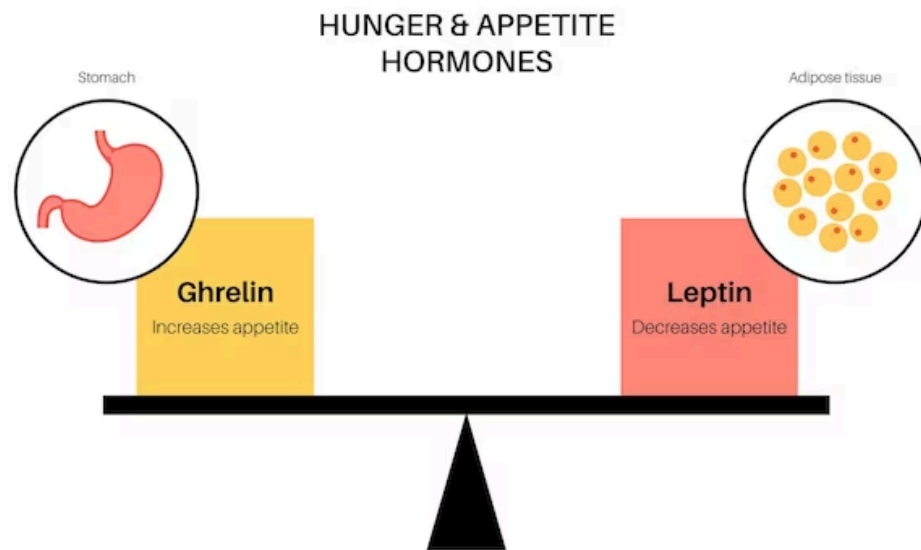 HUNGER & APPETITE
HORMONES
Stomach
Adipose tissue
Ghrelin
Increases appetite
Leptin
Decreases appetite